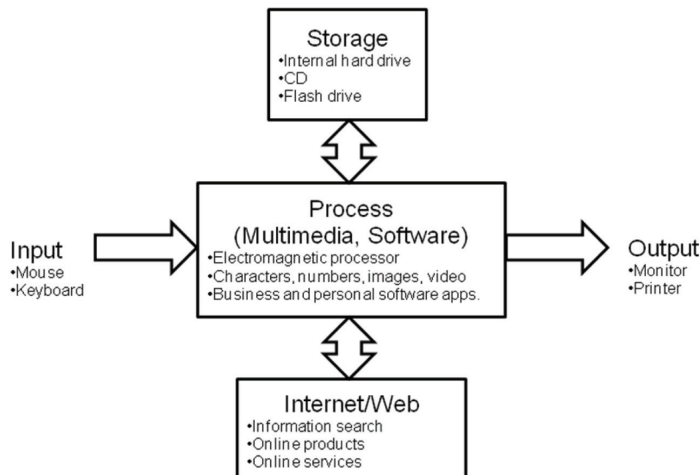 Storage
•Internal hard drive
•CD
•Flash drive
Process
(Multimedia, Software)
•Electromagnetic processor
•Characters, numbers, images, video
•Business and personal software apps.
Input
•Mouse
•Keyboard
Output
•Monitor
•Printer
Internet/Web
•Information search
•Online products
•Online services